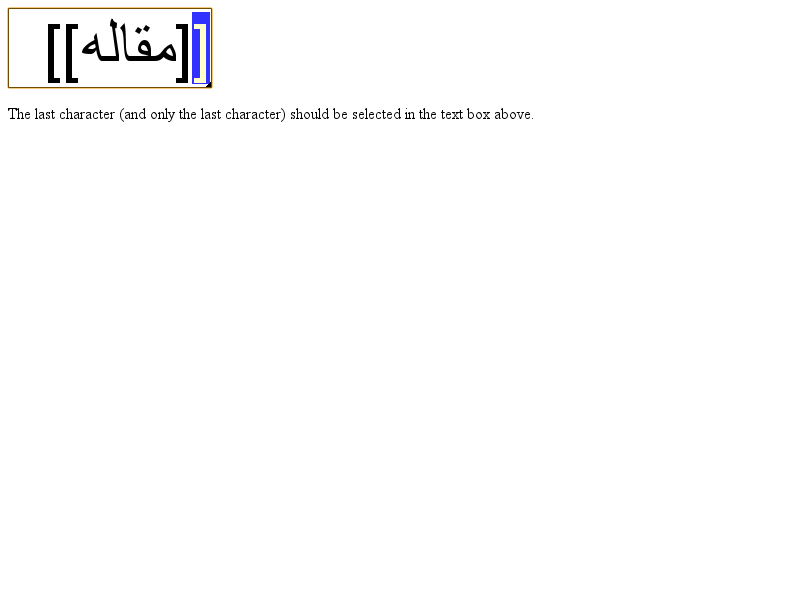 [[مقاله]]
The last character (and only the last character) should be selected in the text box above.